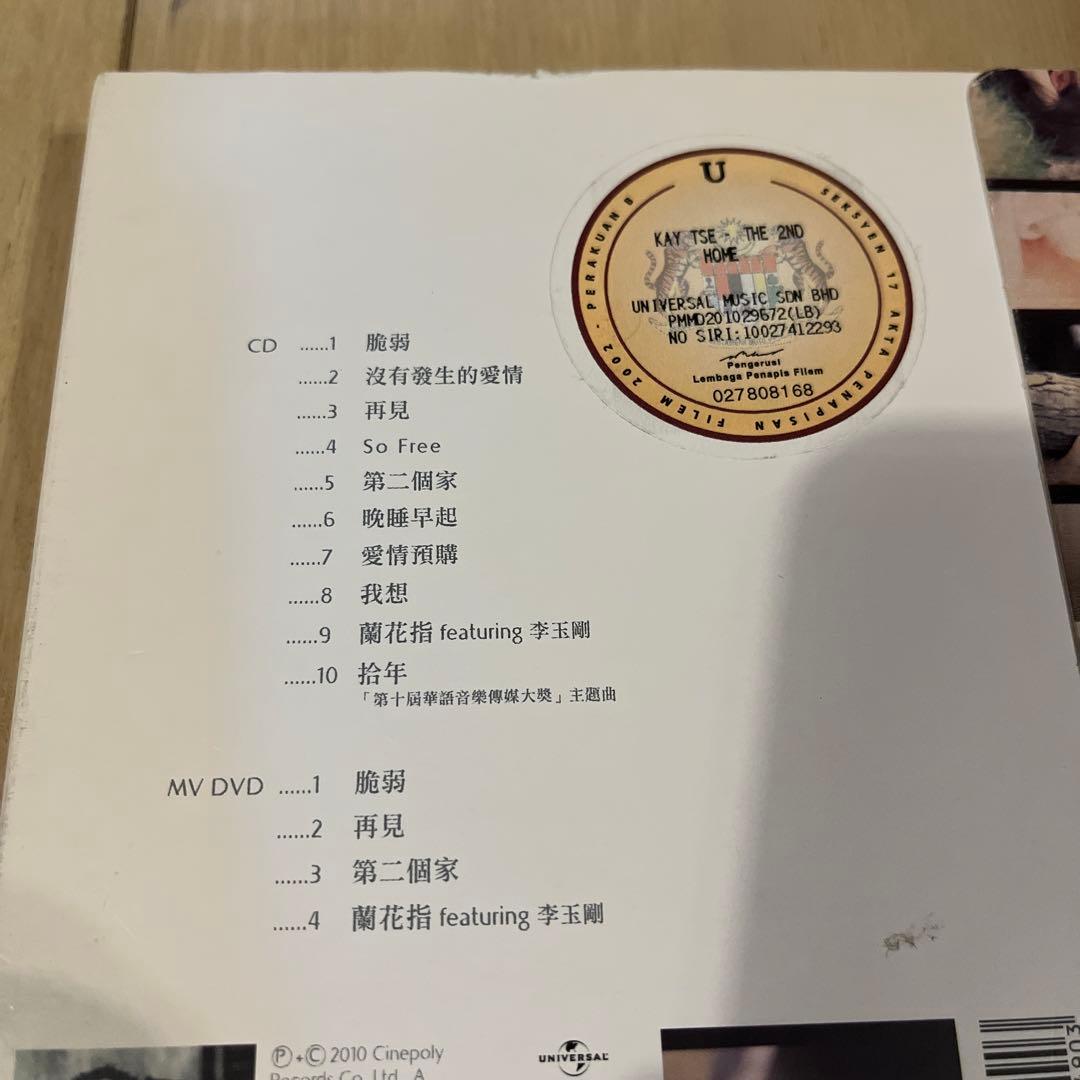 U
PERAKUAN B
SEKSYEN 17 AKTA PENAPISAN FILEM 2002 -
KAY TSE - THE 2ND
HOME
UNIVERSAL MUSIC SDN BHD
PMMD201029672(LB)
NO SIRI:10027412293
Pengerusi
Lembaga Penapis Filem
027808168
CD ......1 脆弱
......2 沒有發生的愛情
......3 再見
......4 So Free
......5 第二個家
......6 晚睡早起
......7 愛情預購
......8 我想
......9 蘭花指 featuring 李玉剛
......10 拾年
「第十屆華語音樂傳媒大獎」主題曲
MV DVD ......1 脆弱
......2 再見
......3 第二個家
......4 蘭花指 featuring 李玉剛
Ⓟ+© 2010 Cinepoly
Records Co. Ltd., A
UNIVERSAL